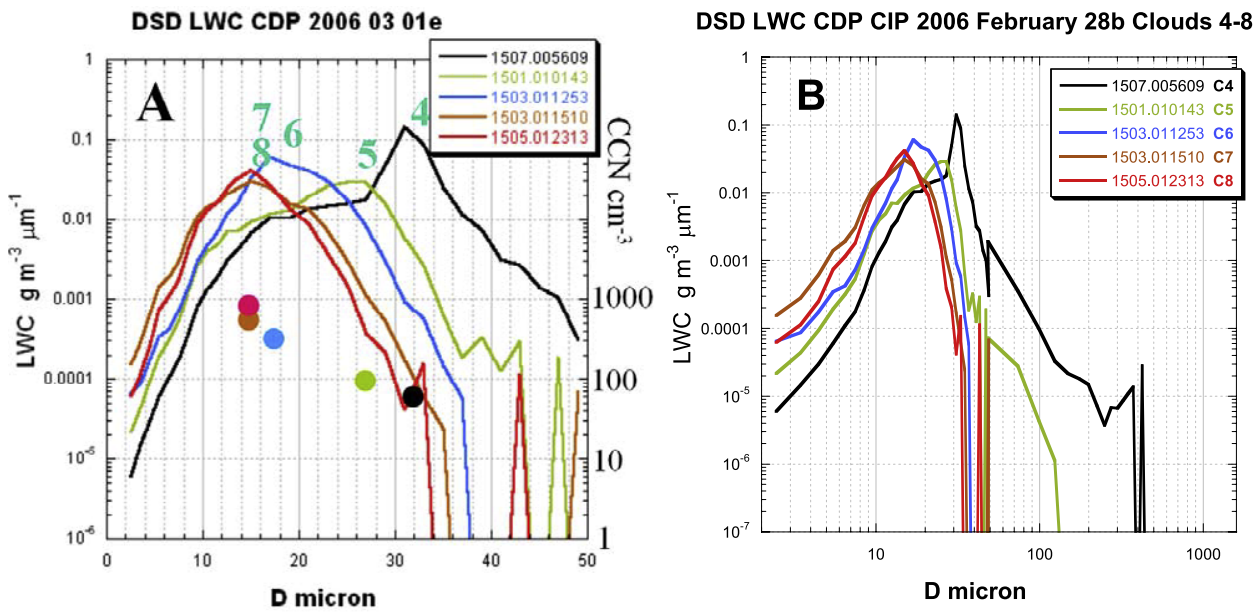 DSD LWC CDP 2006 03 01e
A
1507.005609
1501.010143
1503.011253
1503.011510
1505.012313
7
6
8
5
4
1
0.1
0.01
0.001
0.0001
10⁻⁵
10⁻⁶
LWC g m⁻³ µm⁻¹
1000
100
10
1
CCN cm⁻³
0 10 20 30 40 50
D micron
DSD LWC CDP CIP 2006 February 28b Clouds 4-8
B
1507.005609 C4
1501.010143 C5
1503.011253 C6
1503.011510 C7
1505.012313 C8
1
0.1
0.01
0.001
0.0001
10⁻⁵
10⁻⁶
10⁻⁷
LWC g m⁻³ µm⁻¹
10 100 1000
D micron